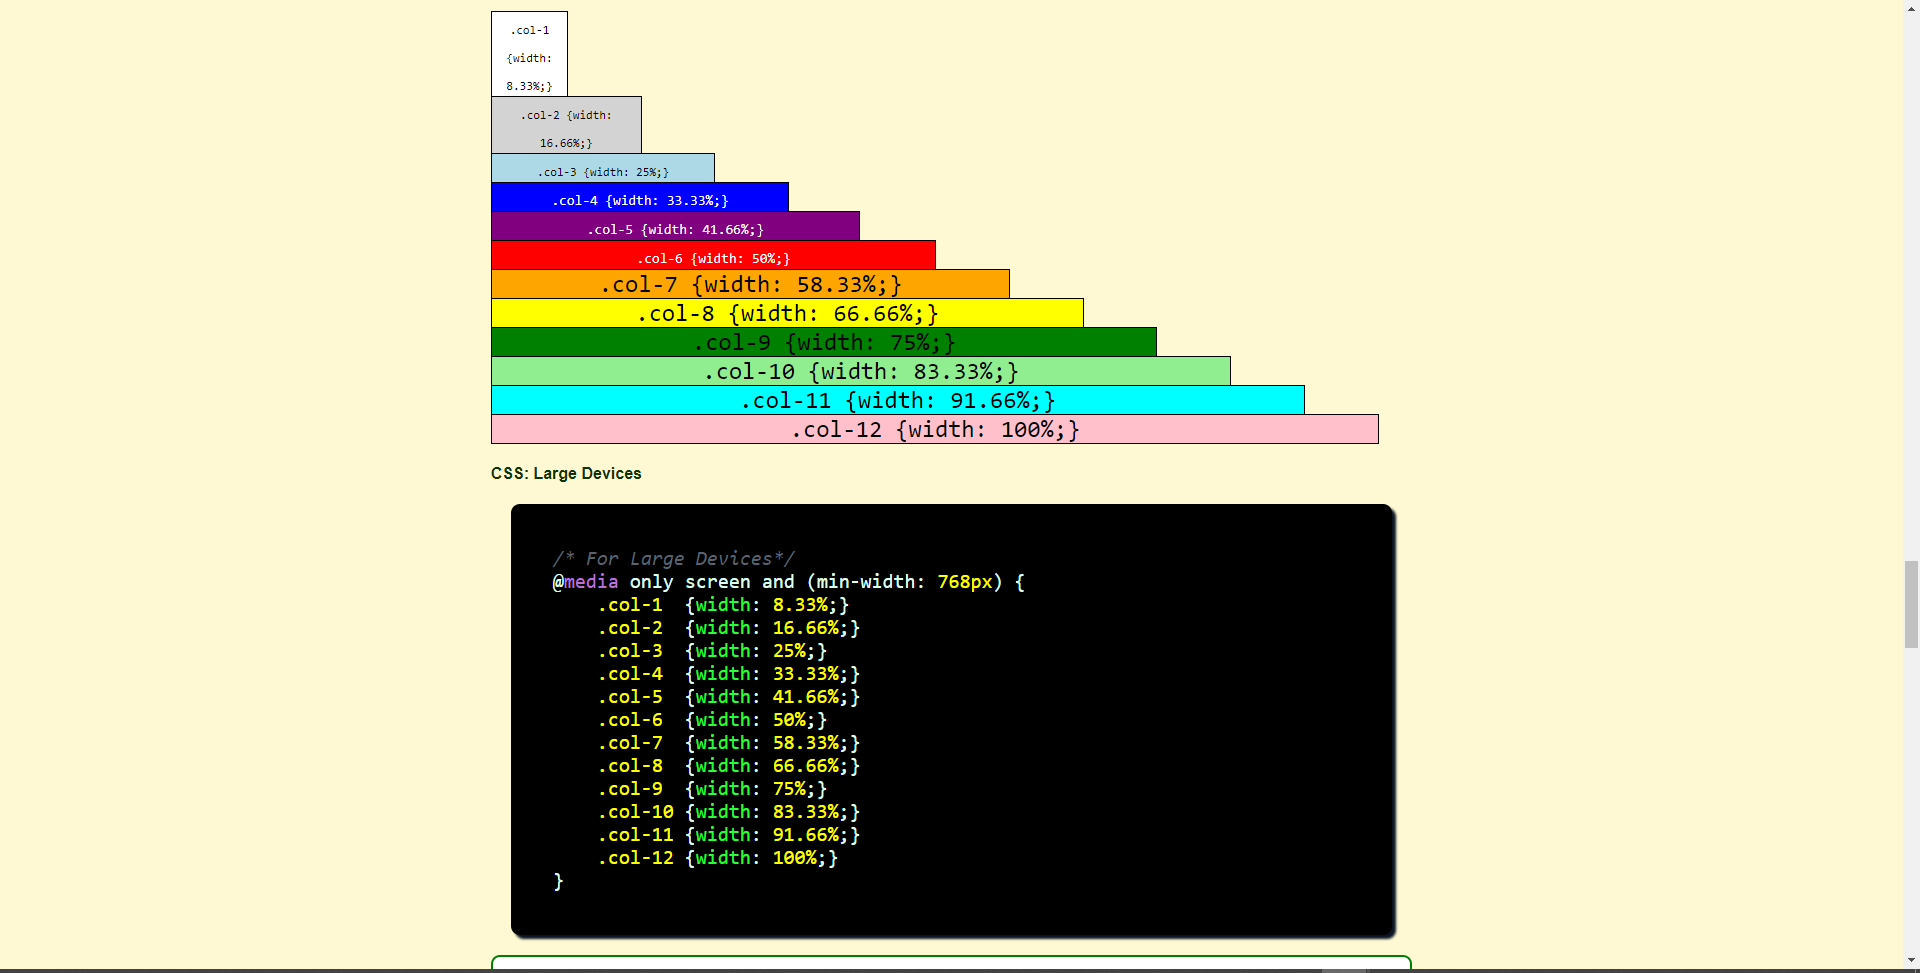 .col-1
{width:
8.33%;}
.col-2 {width:
16.66%;}
.col-3 {width: 25%;}
.col-4 {width: 33.33%;}
.col-5 {width: 41.66%;}
.col-6 {width: 50%;}
.col-7 {width: 58.33%;}
.col-8 {width: 66.66%;}
.col-9 {width: 75%;}
.col-10 {width: 83.33%;}
.col-11 {width: 91.66%;}
.col-12 {width: 100%;}
CSS: Large Devices
/* For Large Devices*/
@media only screen and (min-width: 768px) {
    .col-1  {width: 8.33%;}
    .col-2  {width: 16.66%;}
    .col-3  {width: 25%;}
    .col-4  {width: 33.33%;}
    .col-5  {width: 41.66%;}
    .col-6  {width: 50%;}
    .col-7  {width: 58.33%;}
    .col-8  {width: 66.66%;}
    .col-9  {width: 75%;}
    .col-10 {width: 83.33%;}
    .col-11 {width: 91.66%;}
    .col-12 {width: 100%;}
}